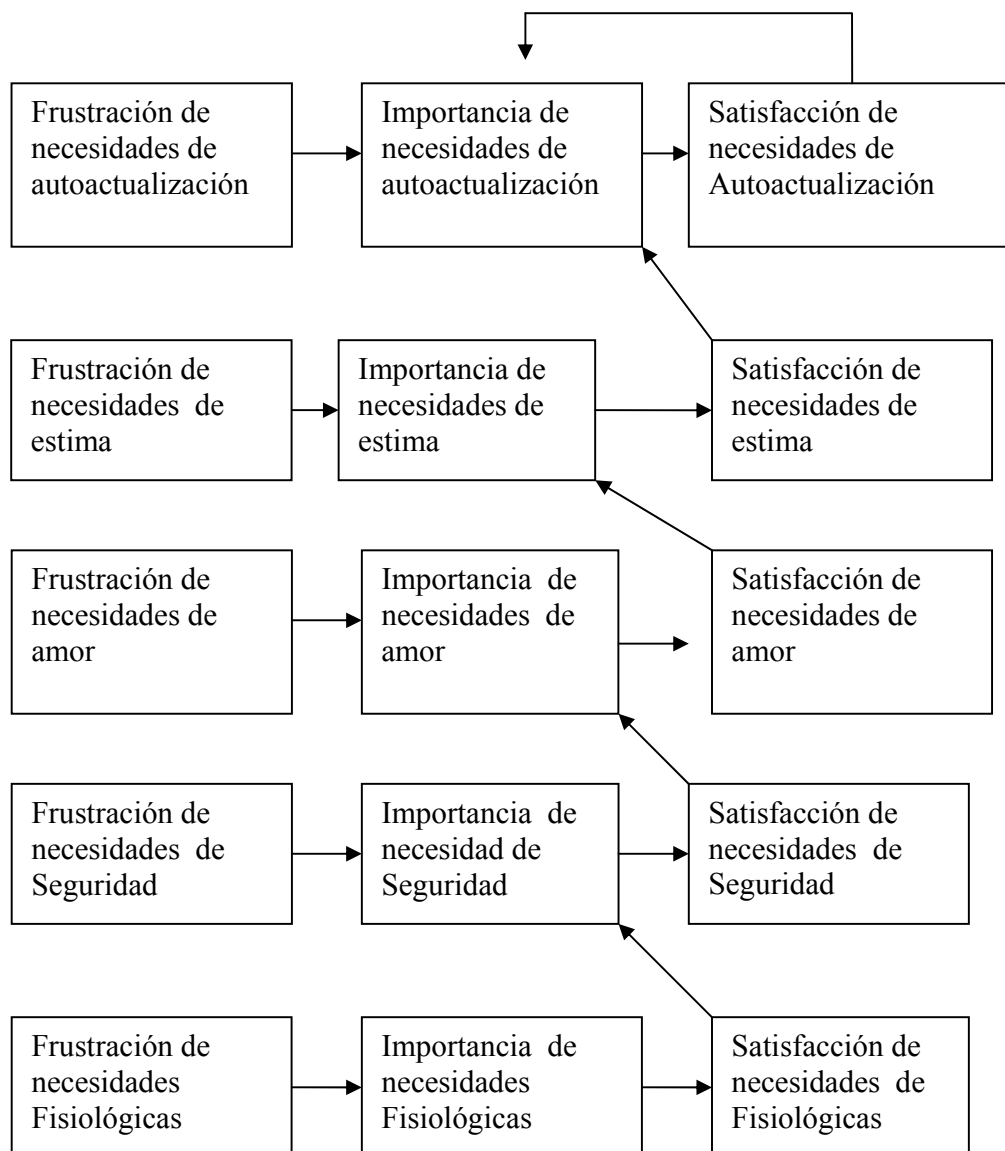 Frustración de
necesidades de
autoactualización
Importancia de
necesidades de
autoactualización
Satisfacción de
necesidades de
Autoactualización
Frustración de
necesidades  de
estima
Importancia de
necesidades de
estima
Satisfacción de
necesidades de
estima
Frustración de
necesidades de
amor
Importancia  de
necesidades  de
amor
Satisfacción de
necesidades de
amor
Frustración de
necesidades  de
Seguridad
Importancia  de
necesidad de
Seguridad
Satisfacción de
necesidades  de
Seguridad
Frustración de
necesidades
Fisiológicas
Importancia  de
necesidades
Fisiológicas
Satisfacción de
necesidades  de
Fisiológicas